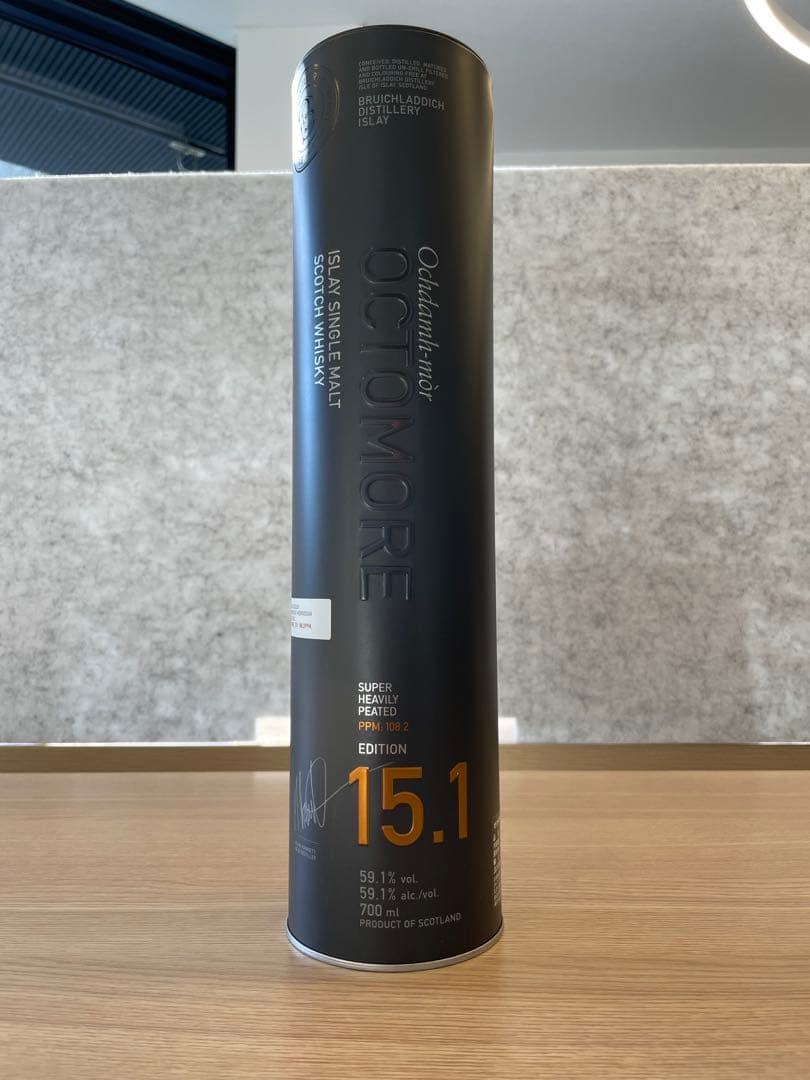 CONCEIVED, DISTILLED, MATURED
AND BOTTLED UN-CHILL FILTERED
AND COLOURING FREE AT
BRUICHLADDICH DISTILLERY
ISLE OF ISLAY, SCOTLAND
BRUICHLADDICH
DISTILLERY
ISLAY
Ochdamh-mòr
OCTOMORE
ISLAY SINGLE MALT
SCOTCH WHISKY
SUPER
HEAVILY
PEATED
PPM: 108.2
EDITION
15.1
59.1% vol.
59.1% alc./vol.
700 ml
PRODUCT OF SCOTLAND